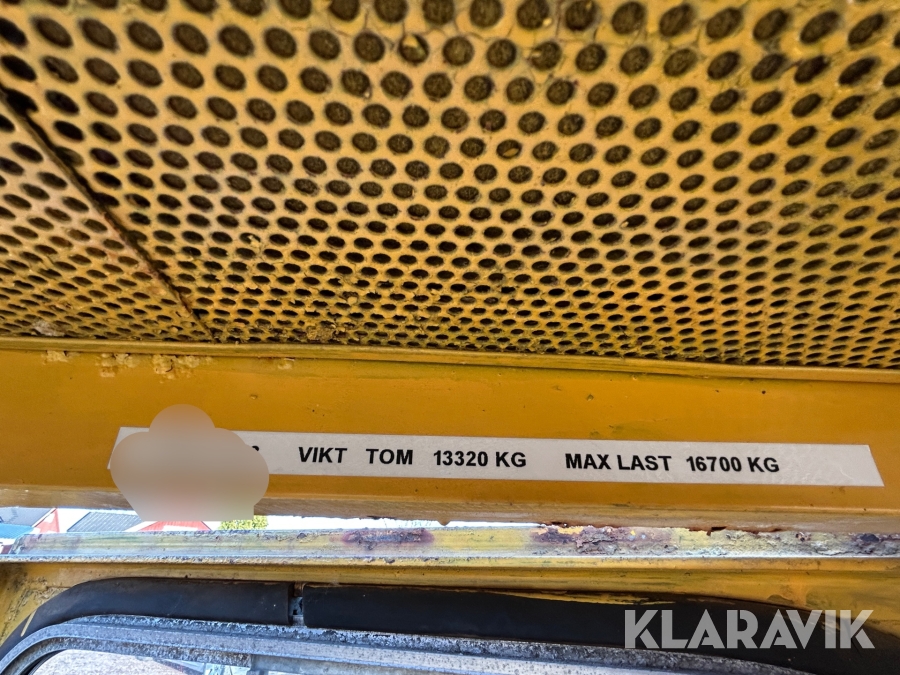 VIKT TOM 13320 KG MAX LAST 16700 KG
KLARAVIK